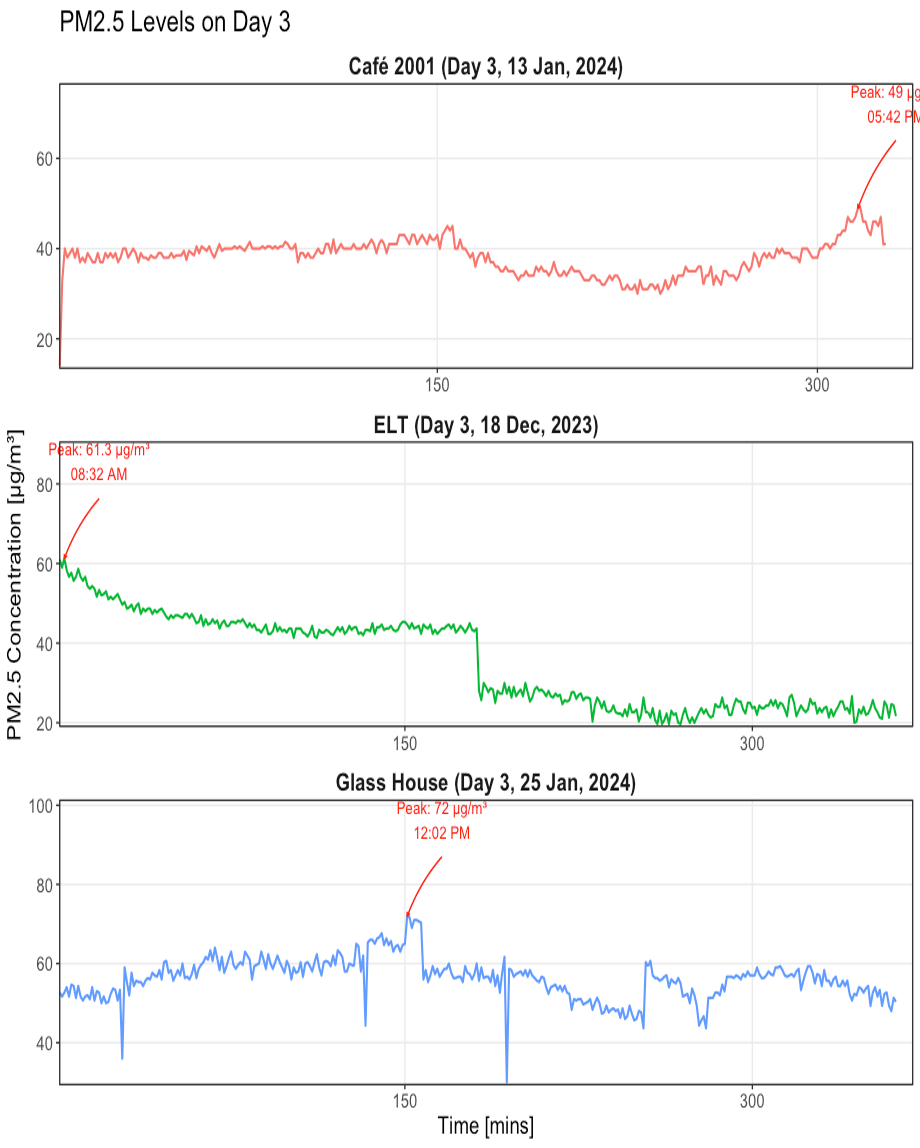 PM2.5 Levels on Day 3
Café 2001 (Day 3, 13 Jan, 2024)
Peak: 49 µg
05:42 PM
60
40
20
150
300
ELT (Day 3, 18 Dec, 2023)
Peak: 61.3 µg/m³
08:32 AM
80
60
40
20
150
300
PM2.5 Concentration [µg/m³]
Glass House (Day 3, 25 Jan, 2024)
Peak: 72 µg/m³
12:02 PM
100
80
60
40
150
300
Time [mins]